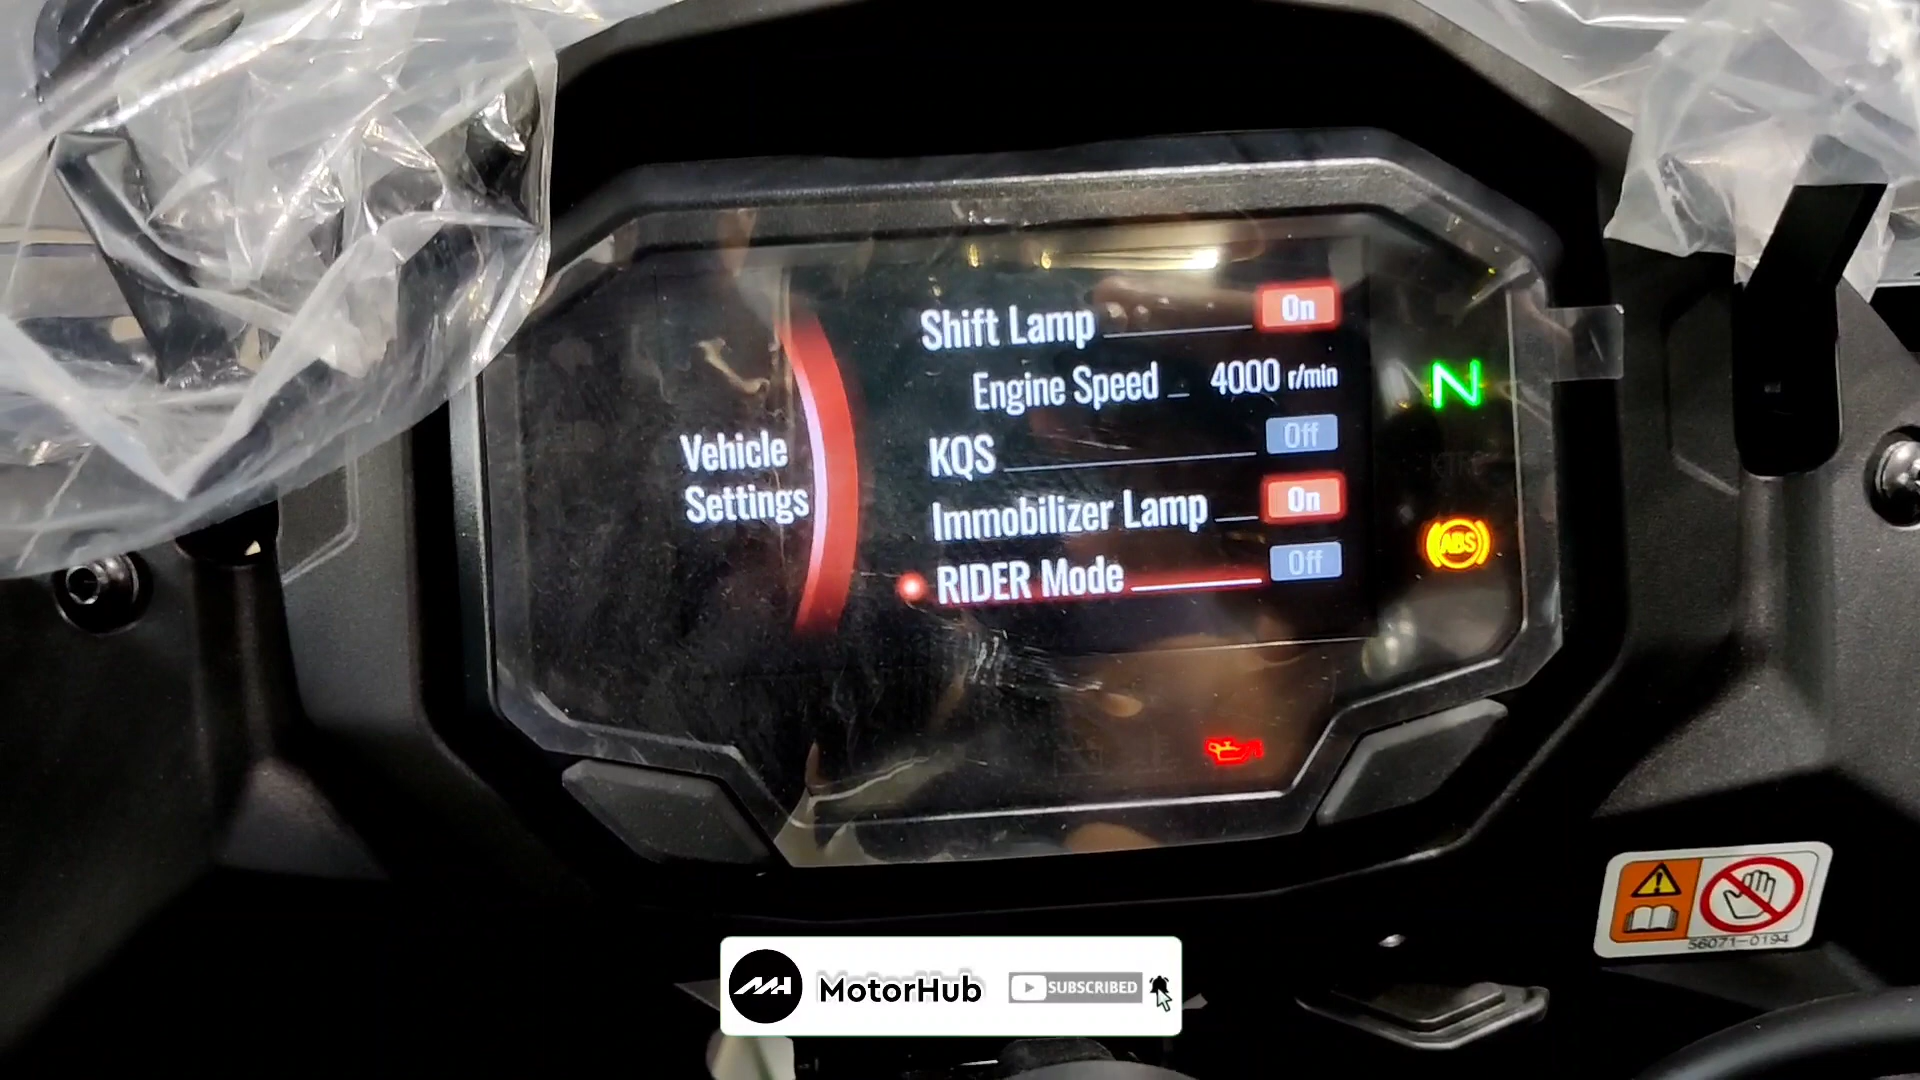 Shift Lamp On
Engine Speed 4000 r/min
KQS Off
Immobilizer Lamp On
RIDER Mode Off
Vehicle
Settings
N
KTRC
ABS
56071-0194
MotorHub
SUBSCRIBED